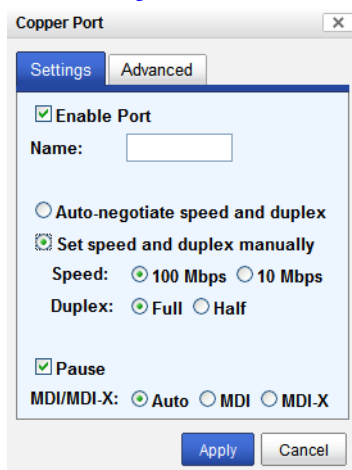 Copper Port
Settings Advanced
Enable Port
Name:
Auto-negotiate speed and duplex
Set speed and duplex manually
Speed: 100 Mbps 10 Mbps
Duplex: Full Half
Pause
MDI/MDI-X: Auto MDI MDI-X
Apply Cancel